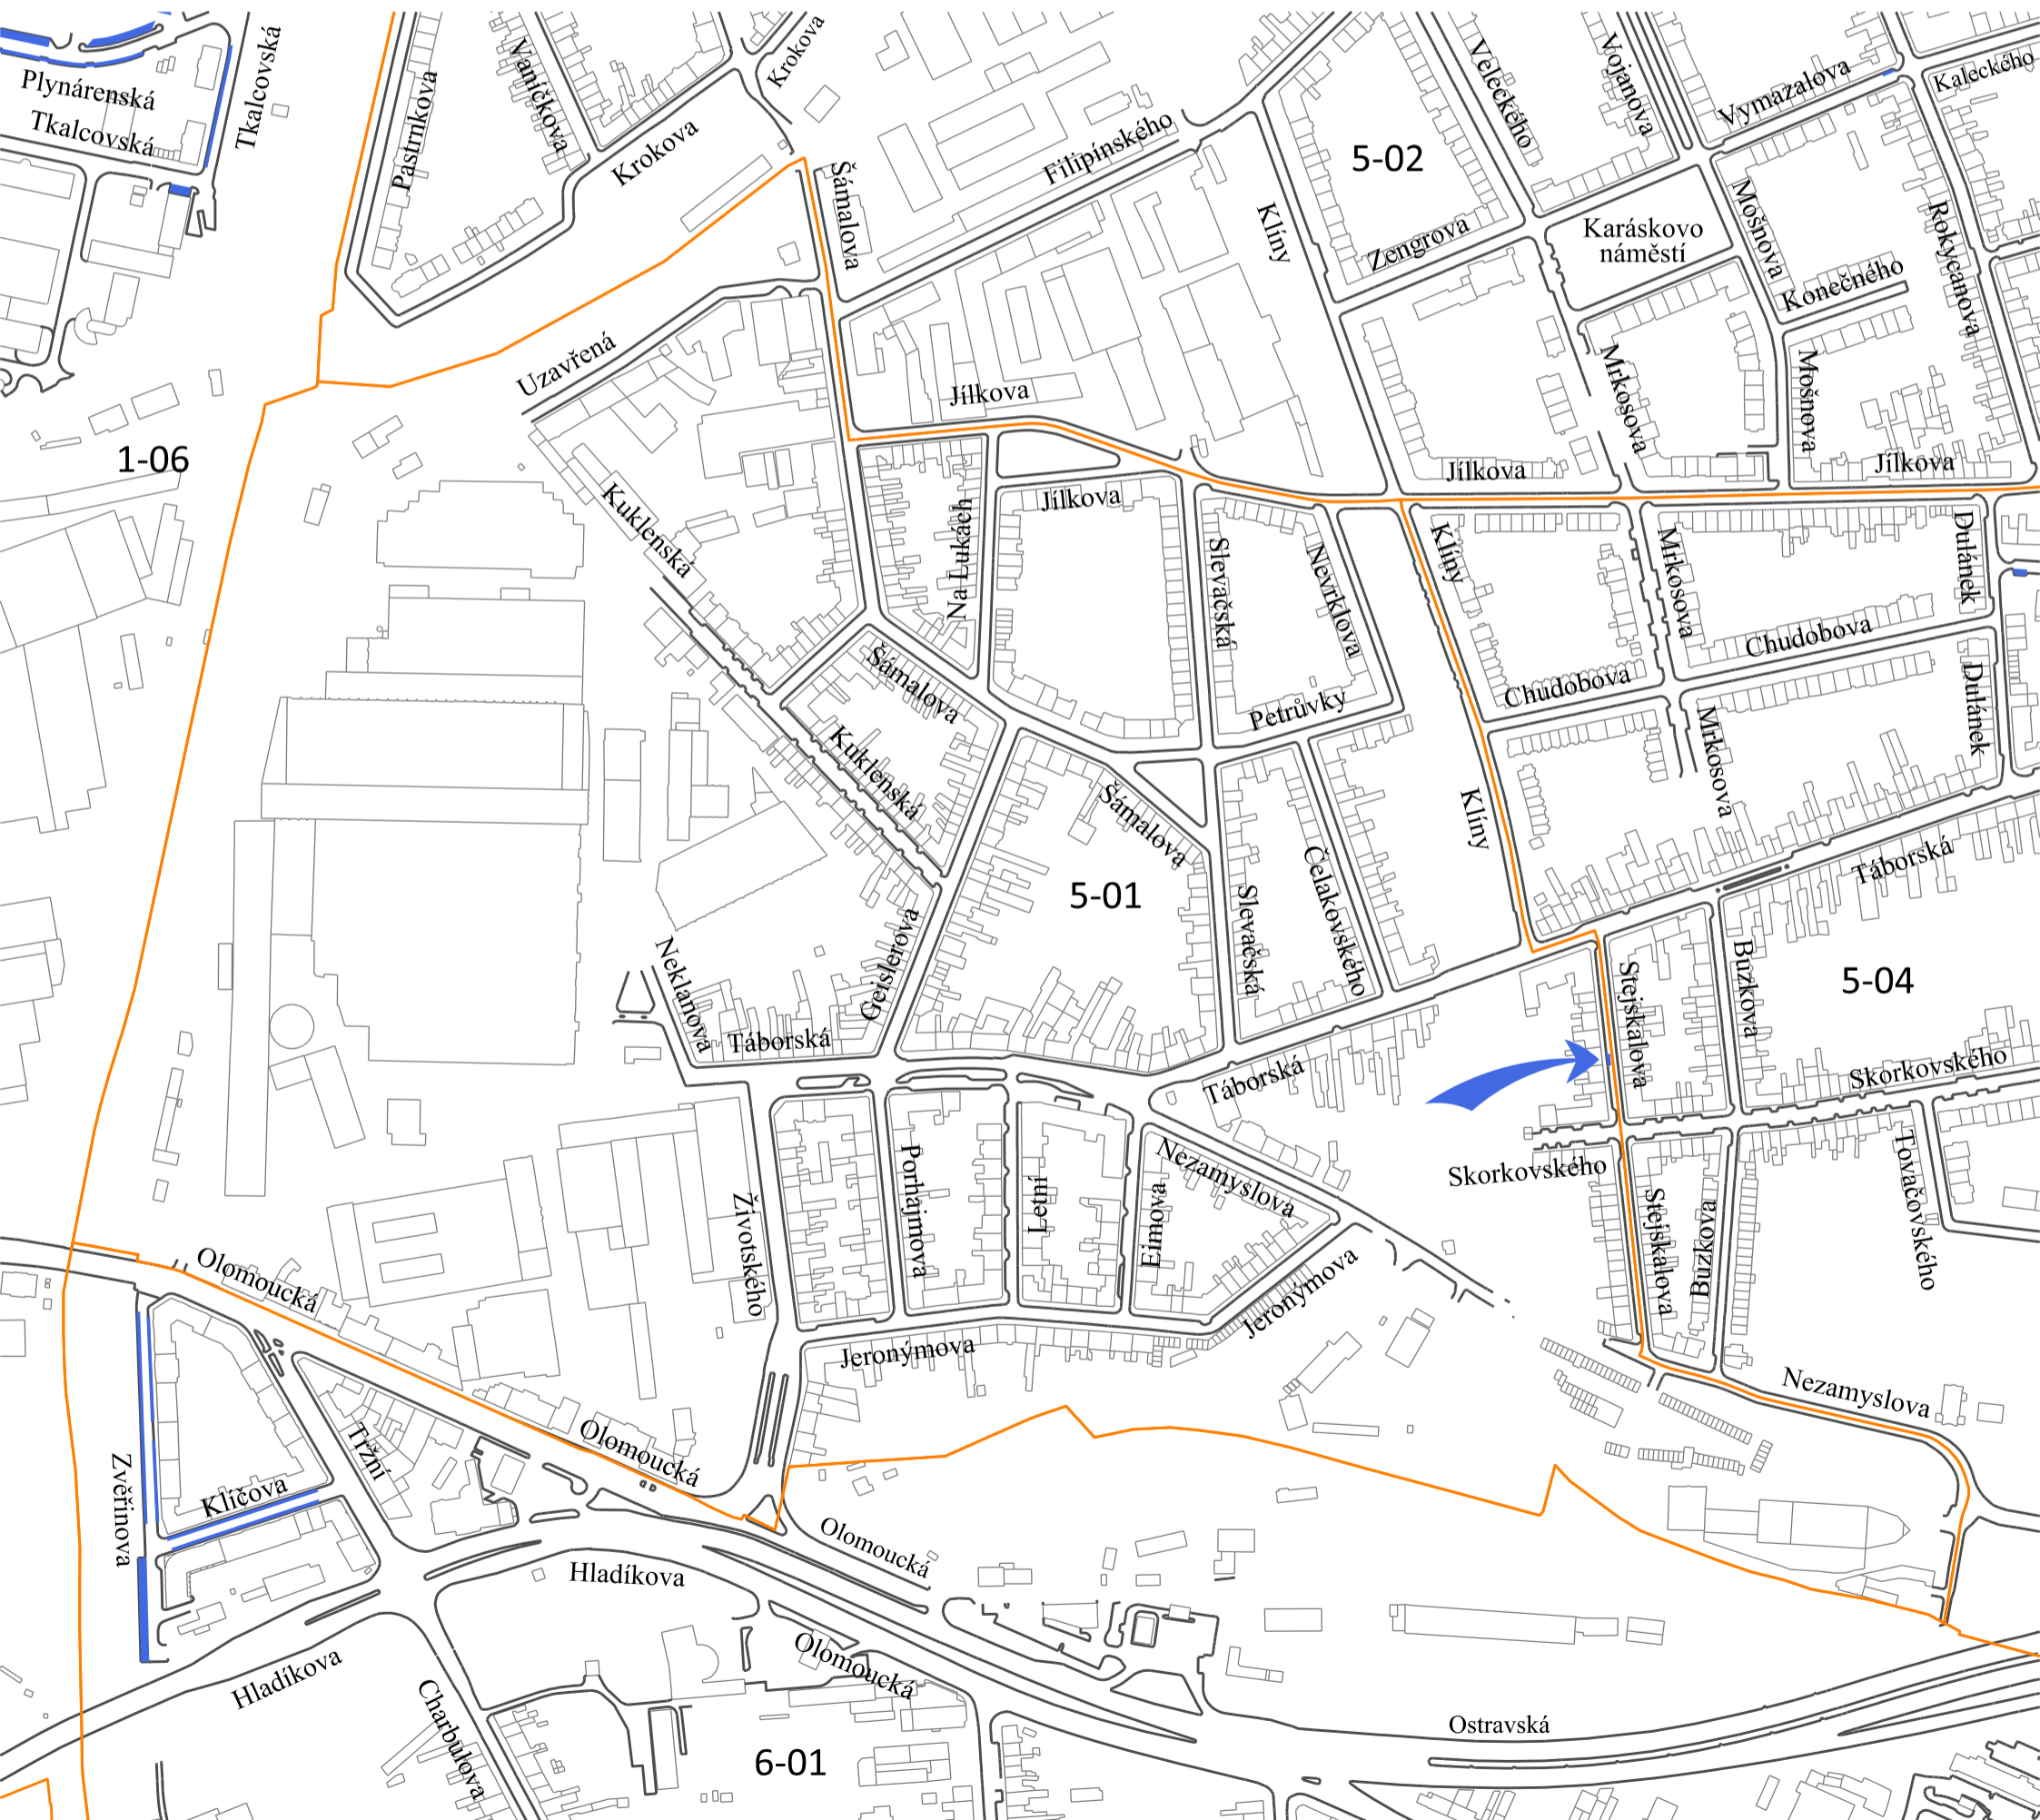 Plynárenská
Tkalcovská
Tkalcovská
Pastrnkova
Vaníčkova
Krokova
Krokova
Šámalova
Filipínského
Klíny
5-02
Zengrova
Veleckého
Vojanova
Vymazalova
Kaleckého
Karáskovo
náměstí
Mošnova
Konečného
Rokycanova
Uzavřená
1-06
Jílkova
Jílkova
Mrkosova
Mošnova
Jílkova
Jílkova
Kuklenská
Na Lukách
Slevačská
Nevrklova
Klíny
Mrkosova
Dulánek
Chudobova
Chudobova
Dulánek
Šámalova
Petrůvky
Kuklenská
Mrkosova
Klíny
Šámalova
5-01
Čelakovského
Slevačská
Táborská
Geislerova
Neklanova
Táborská
Táborská
Stejskalova
Buzkova
5-04
Skorkovského
Skorkovského
Tovačovského
Životského
Porhajmova
Letní
Eimova
Nezamyslova
Jeronýmova
Jeronýmova
Stejskalova
Buzkova
Nezamyslova
Olomoucká
Olomoucká
Tržní
Klíčova
Zvěřinova
Olomoucká
Hladíkova
Hladíkova
Olomoucká
Charbulova
6-01
Ostravská